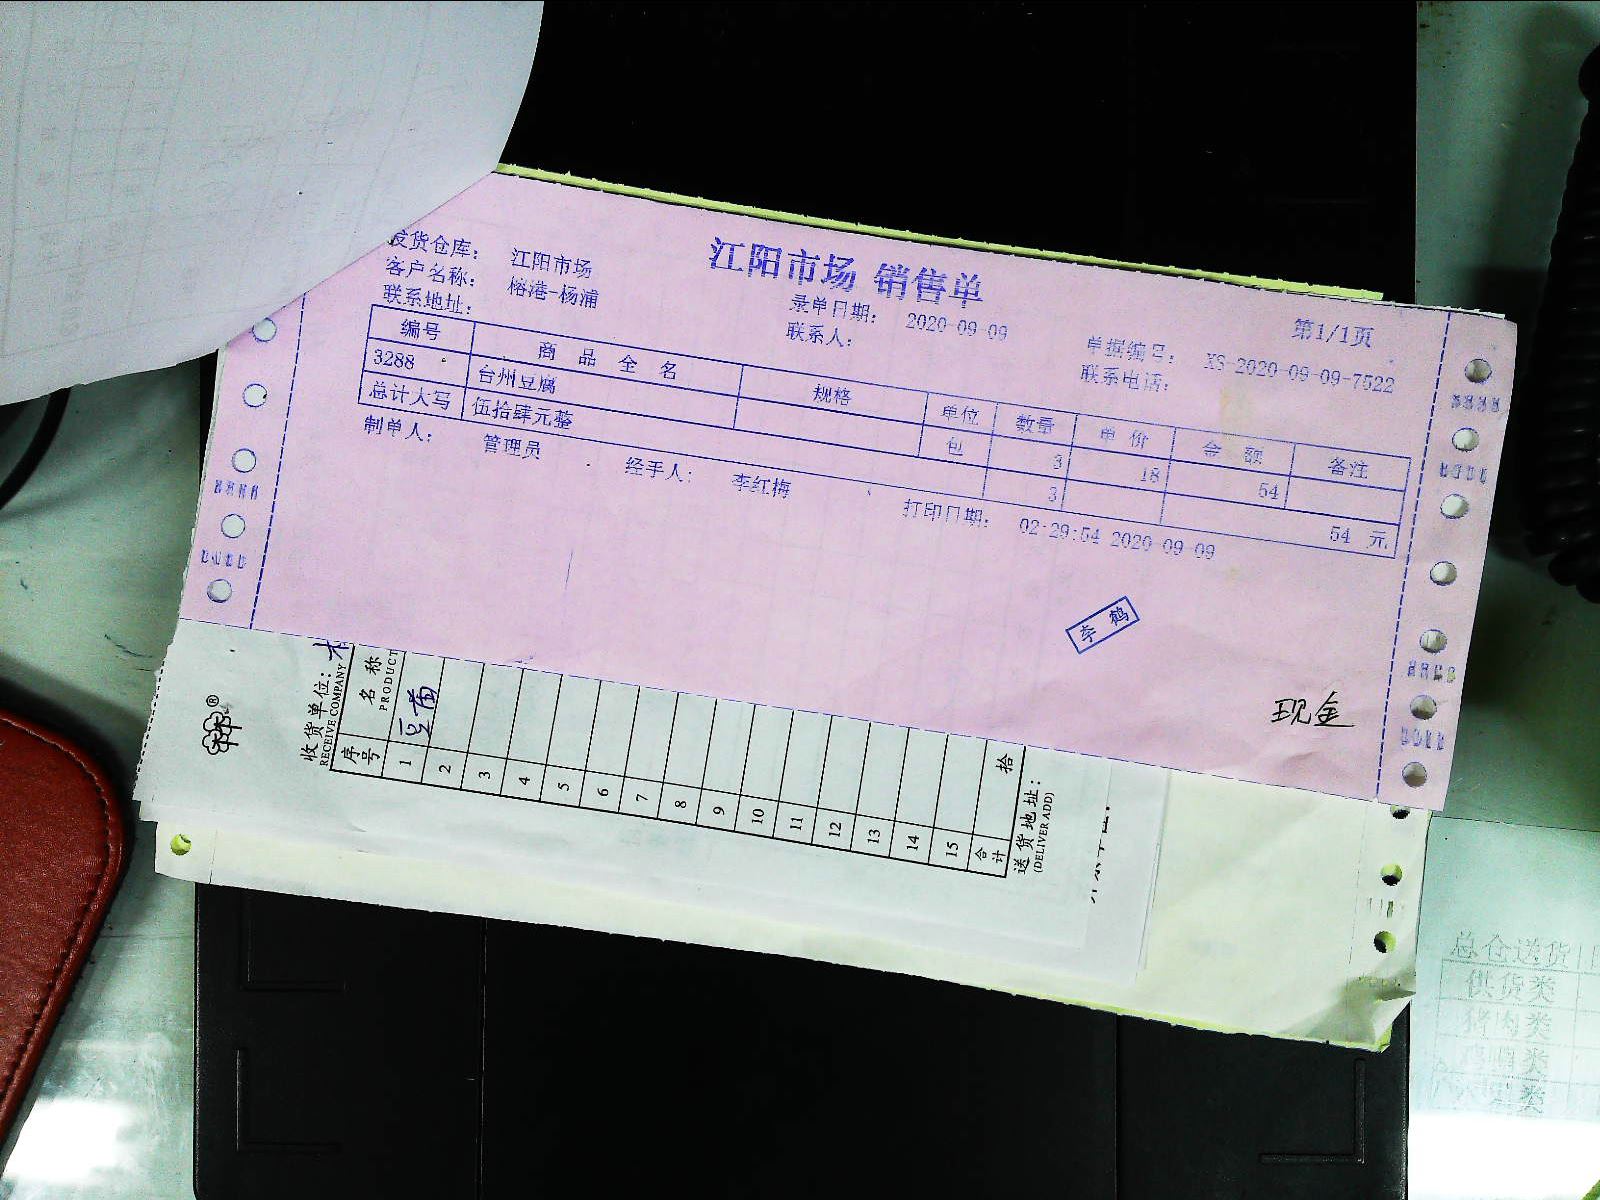 江阳市场 销售单
第1/1页
发货仓库： 江阳市场
客户名称： 榕港-杨浦 录单日期： 2020-09-09 单据编号： XS-2020-09-09-7522
联系地址： 联系人： 联系电话：
编号 商品全名 规格 单位 数量 单价 金额 备注
3288 台州豆腐 包 3 18 54
总计大写 伍拾肆元整 3 54 元
制单人： 管理员 经手人： 李红梅 打印日期： 02:29:54 2020-09-09
李鹤
现金
收货单位：
RECEIVE COMPANY
序号 名称
PRODUCT
1 豆腐
2
3
4
5
6
7
8
9
10
11
12
13
14
15
合计 拾
送货地址：
(DELIVER ADD)
总仓送货
供货类
猪肉类